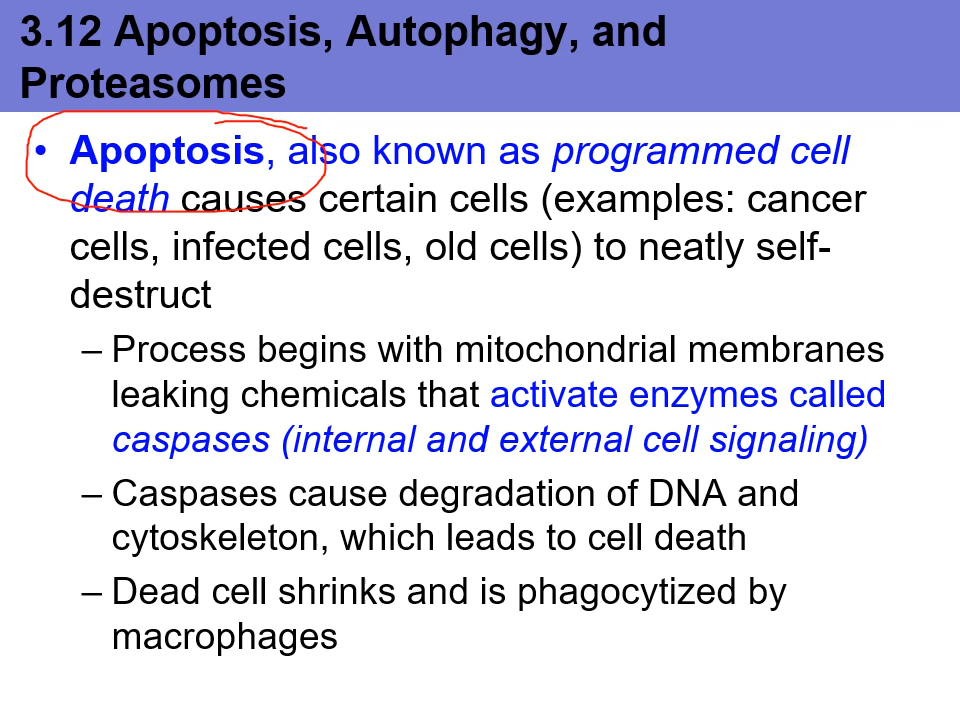 3.12 Apoptosis, Autophagy, and
Proteasomes
• Apoptosis, also known as programmed cell
death causes certain cells (examples: cancer
cells, infected cells, old cells) to neatly self-
destruct
– Process begins with mitochondrial membranes
leaking chemicals that activate enzymes called
caspases (internal and external cell signaling)
– Caspases cause degradation of DNA and
cytoskeleton, which leads to cell death
– Dead cell shrinks and is phagocytized by
macrophages